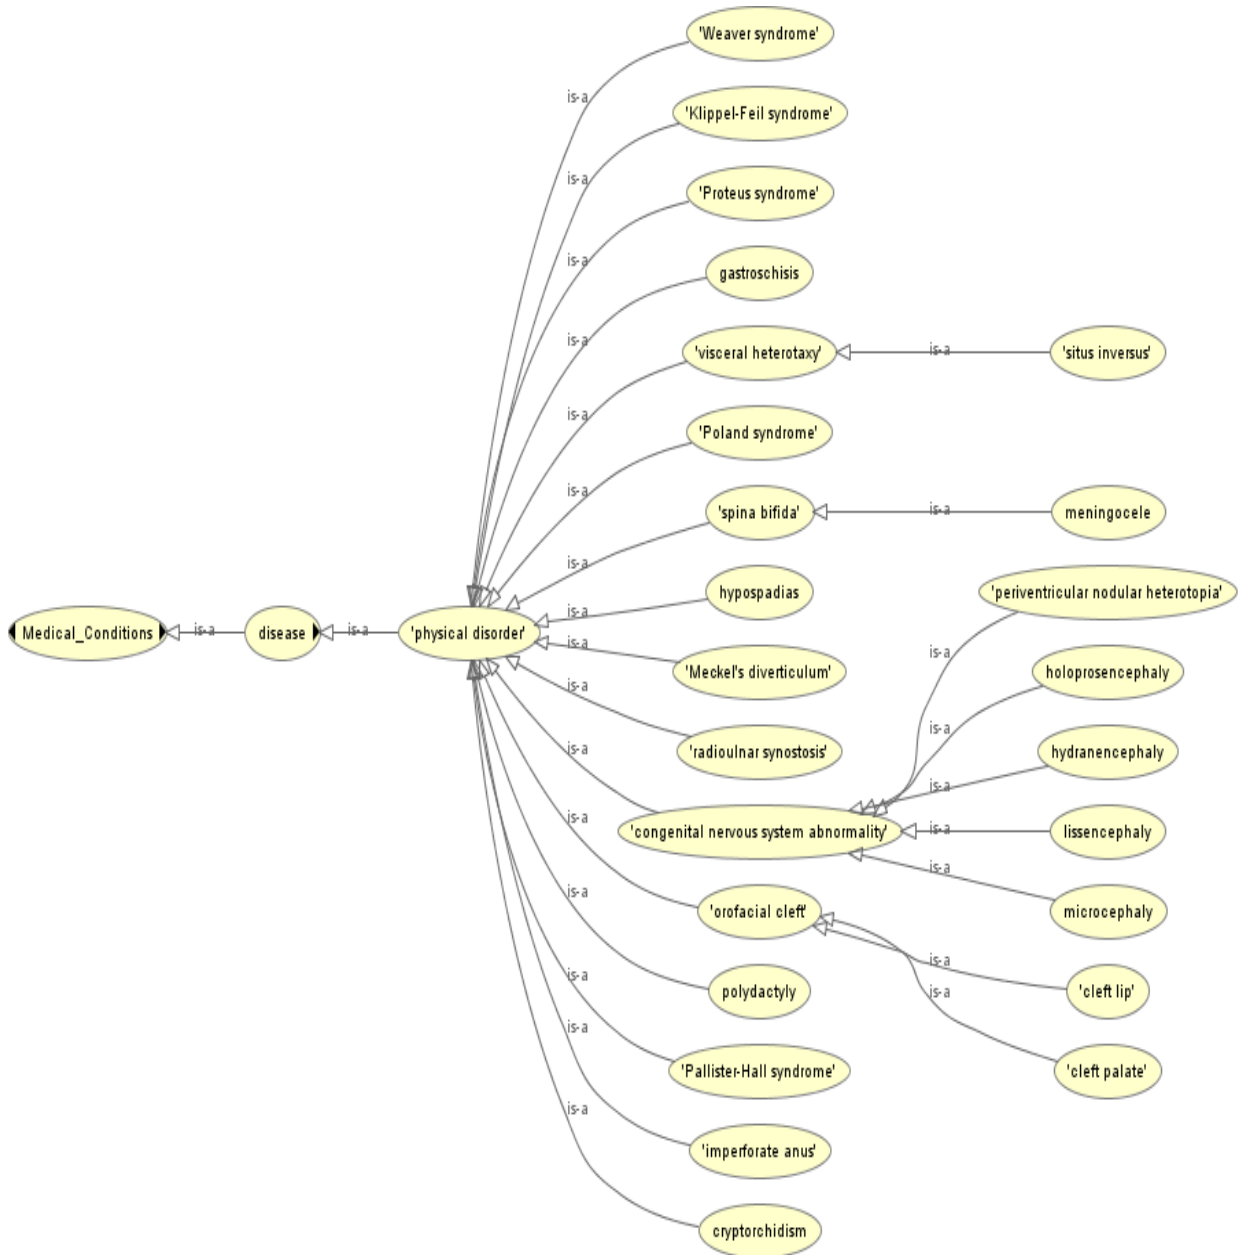 'Weaver syndrome'
is-a
'Klippel-Feil syndrome'
is-a
'Proteus syndrome'
is-a
gastroschisis
is-a
'visceral heterotaxy'
is-a
'situs inversus'
is-a
'Poland syndrome'
is-a
'spina bifida'
is-a
meningocele
is-a
hypospadias
is-a
'periventricular nodular heterotopia'
is-a
Medical_Conditions
is-a
disease
is-a
'physical disorder'
'Meckel's diverticulum'
is-a
holoprosencephaly
is-a
'radioulnar synostosis'
is-a
hydranencephaly
is-a
'congenital nervous system abnormality'
is-a
lissencephaly
is-a
microcephaly
is-a
'orofacial cleft'
is-a
'cleft lip'
is-a
'cleft palate'
is-a
polydactyly
is-a
'Pallister-Hall syndrome'
is-a
'imperforate anus'
is-a
cryptorchidism
is-a